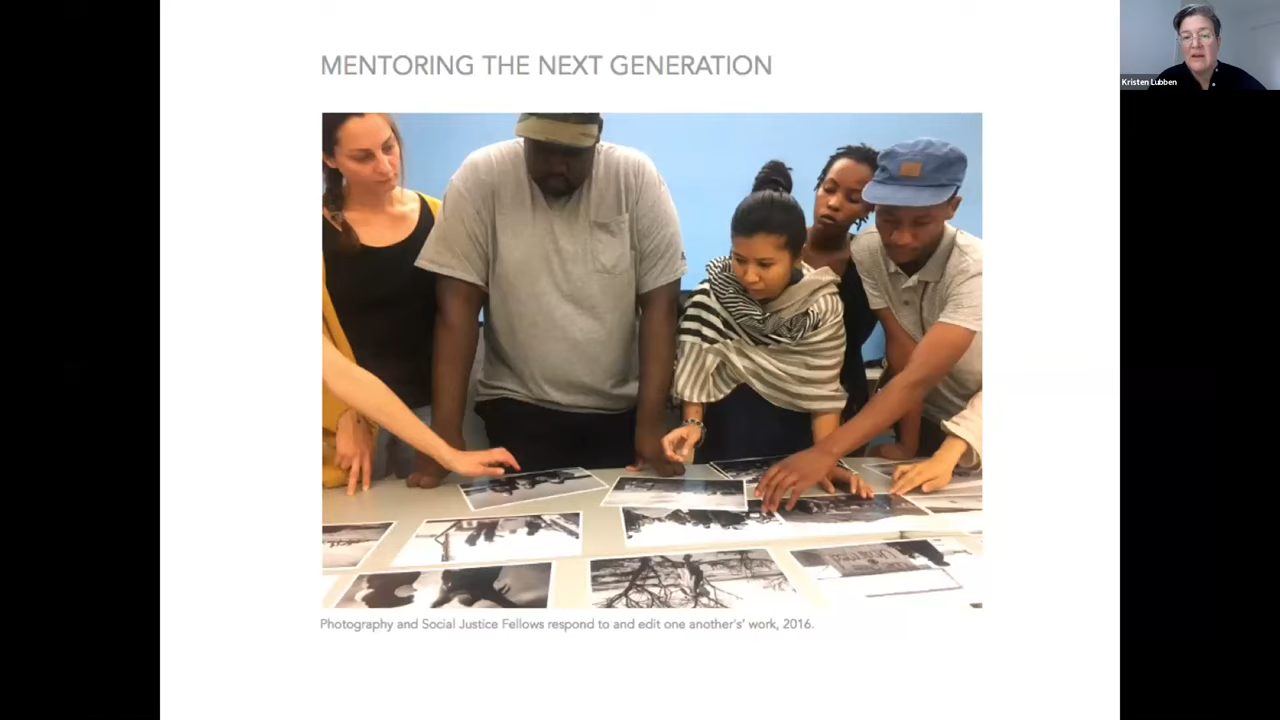 MENTORING THE NEXT GENERATION
Kristen Lubben
Photography and Social Justice Fellows respond to and edit one another's' work, 2016.